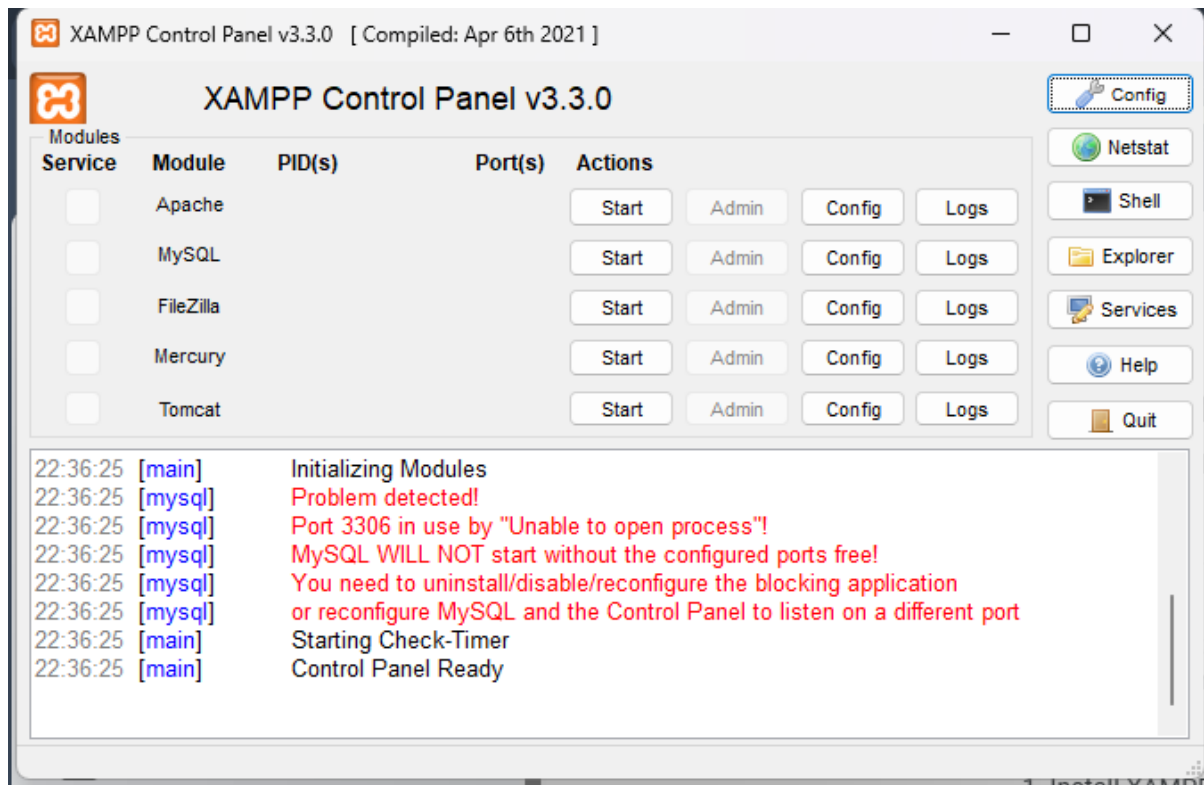 XAMPP Control Panel v3.3.0 [ Compiled: Apr 6th 2021 ]
XAMPP Control Panel v3.3.0
Config
Modules
Service Module PID(s) Port(s) Actions
Netstat
Apache Start Admin Config Logs
Shell
MySQL Start Admin Config Logs
Explorer
FileZilla Start Admin Config Logs
Services
Mercury Start Admin Config Logs
Help
Tomcat Start Admin Config Logs
Quit
22:36:25 [main] Initializing Modules
22:36:25 [mysql] Problem detected!
22:36:25 [mysql] Port 3306 in use by "Unable to open process"!
22:36:25 [mysql] MySQL WILL NOT start without the configured ports free!
22:36:25 [mysql] You need to uninstall/disable/reconfigure the blocking application
22:36:25 [mysql] or reconfigure MySQL and the Control Panel to listen on a different port
22:36:25 [main] Starting Check-Timer
22:36:25 [main] Control Panel Ready